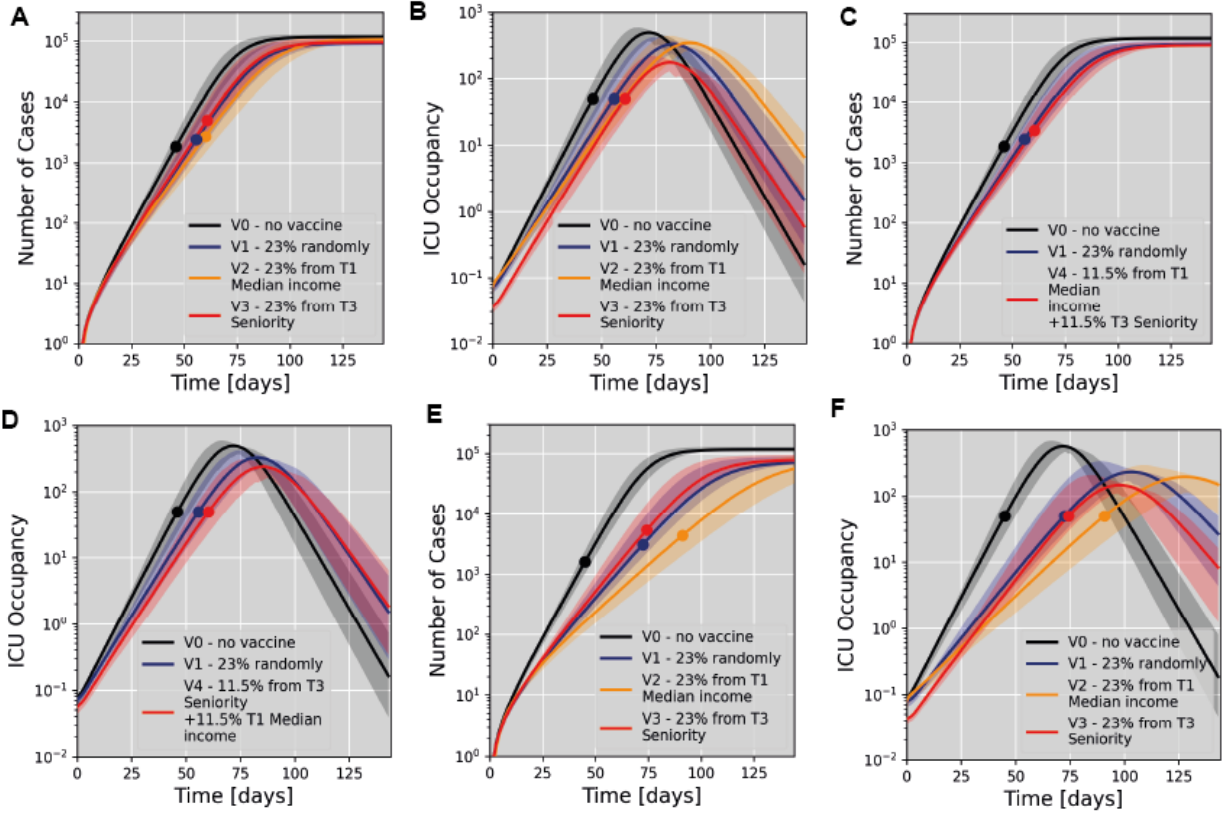 A
Number of Cases
10^5
10^4
10^3
10^2
10^1
10^0
V0 - no vaccine
V1 - 23% randomly
V2 - 23% from T1
Median income
V3 - 23% from T3
Seniority
0 25 50 75 100 125
Time [days]
B
ICU Occupancy
10^3
10^2
10^1
10^0
10^-1
10^-2
V0 - no vaccine
V1 - 23% randomly
V2 - 23% from T1
Median income
V3 - 23% from T3
Seniority
0 25 50 75 100 125
Time [days]
C
Number of Cases
10^5
10^4
10^3
10^2
10^1
10^0
V0 - no vaccine
V1 - 23% randomly
V4 - 11.5% from T1
Median
income
+11.5% T3 Seniority
0 25 50 75 100 125
Time [days]
D
ICU Occupancy
10^3
10^2
10^1
10^0
10^-1
10^-2
V0 - no vaccine
V1 - 23% randomly
V4 - 11.5% from T3
Seniority
+11.5% T1 Median
income
0 25 50 75 100 125
Time [days]
E
Number of Cases
10^5
10^4
10^3
10^2
10^1
10^0
V0 - no vaccine
V1 - 23% randomly
V2 - 23% from T1
Median income
V3 - 23% from T3
Seniority
0 25 50 75 100 125
Time [days]
F
ICU Occupancy
10^3
10^2
10^1
10^0
10^-1
10^-2
V0 - no vaccine
V1 - 23% randomly
V2 - 23% from T1
Median income
V3 - 23% from T3
Seniority
0 25 50 75 100 125
Time [days]